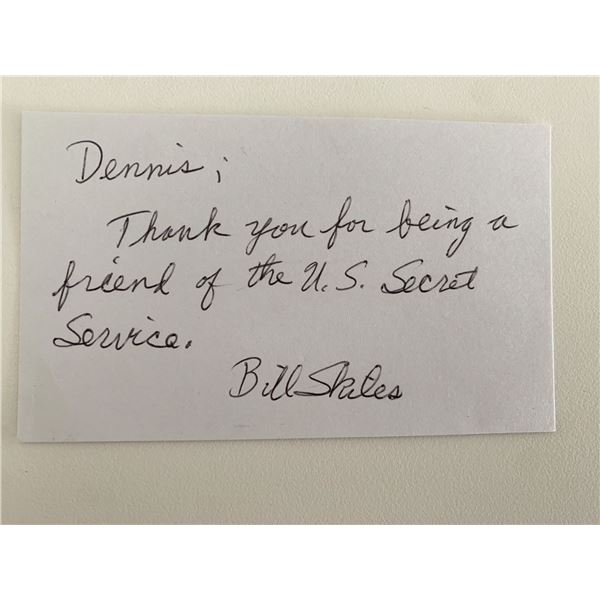 Dennis;
Thank you for being a
friend of the U.S. Secret
Service.
Bill Skiles